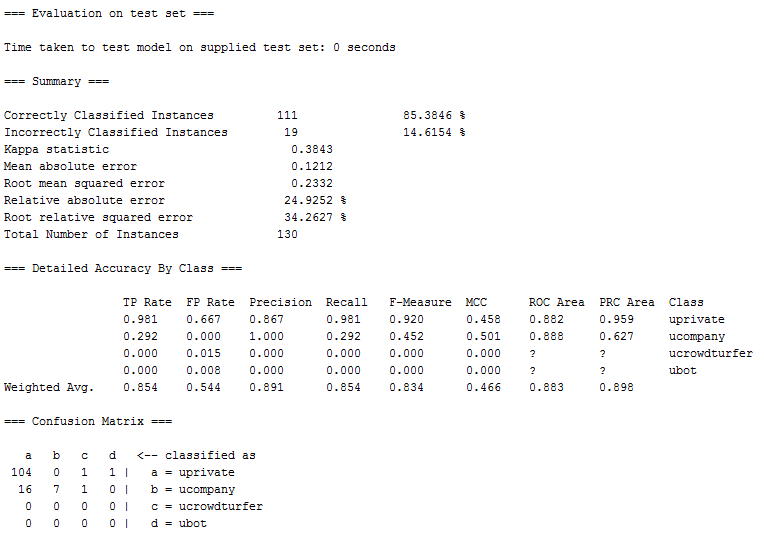 === Evaluation on test set ===
Time taken to test model on supplied test set: 0 seconds
=== Summary ===
Correctly Classified Instances 111 85.3846 %
Incorrectly Classified Instances 19 14.6154 %
Kappa statistic 0.3843
Mean absolute error 0.1212
Root mean squared error 0.2332
Relative absolute error 24.9252 %
Root relative squared error 34.2627 %
Total Number of Instances 130
=== Detailed Accuracy By Class ===
TP Rate FP Rate Precision Recall F-Measure MCC ROC Area PRC Area Class
0.981 0.667 0.867 0.981 0.920 0.458 0.882 0.959 uprivate
0.292 0.000 1.000 0.292 0.452 0.501 0.888 0.627 ucompany
0.000 0.015 0.000 0.000 0.000 0.000 ? ? ucrowdturfer
0.000 0.008 0.000 0.000 0.000 0.000 ? ? ubot
Weighted Avg. 0.854 0.544 0.891 0.854 0.834 0.466 0.883 0.898
=== Confusion Matrix ===
a b c d <-- classified as
104 0 1 1 | a = uprivate
16 7 1 0 | b = ucompany
0 0 0 0 | c = ucrowdturfer
0 0 0 0 | d = ubot